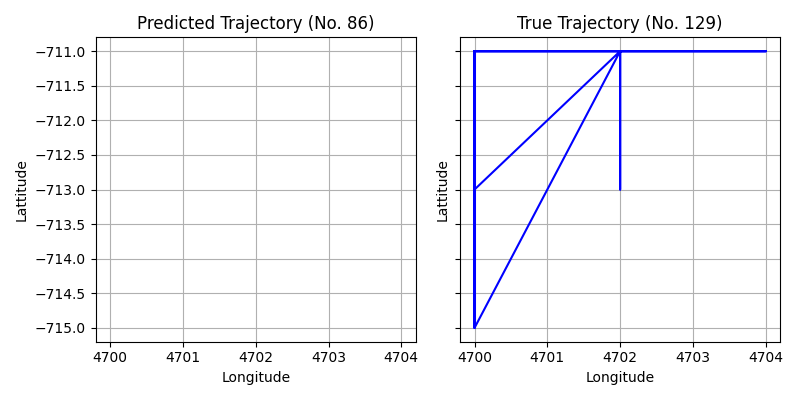 Predicted Trajectory (No. 86)
−711.0
−711.5
−712.0
−712.5
−713.0
−713.5
−714.0
−714.5
−715.0
Lattitude
4700 4701 4702 4703 4704
Longitude
True Trajectory (No. 129)
Lattitude
4700 4701 4702 4703 4704
Longitude